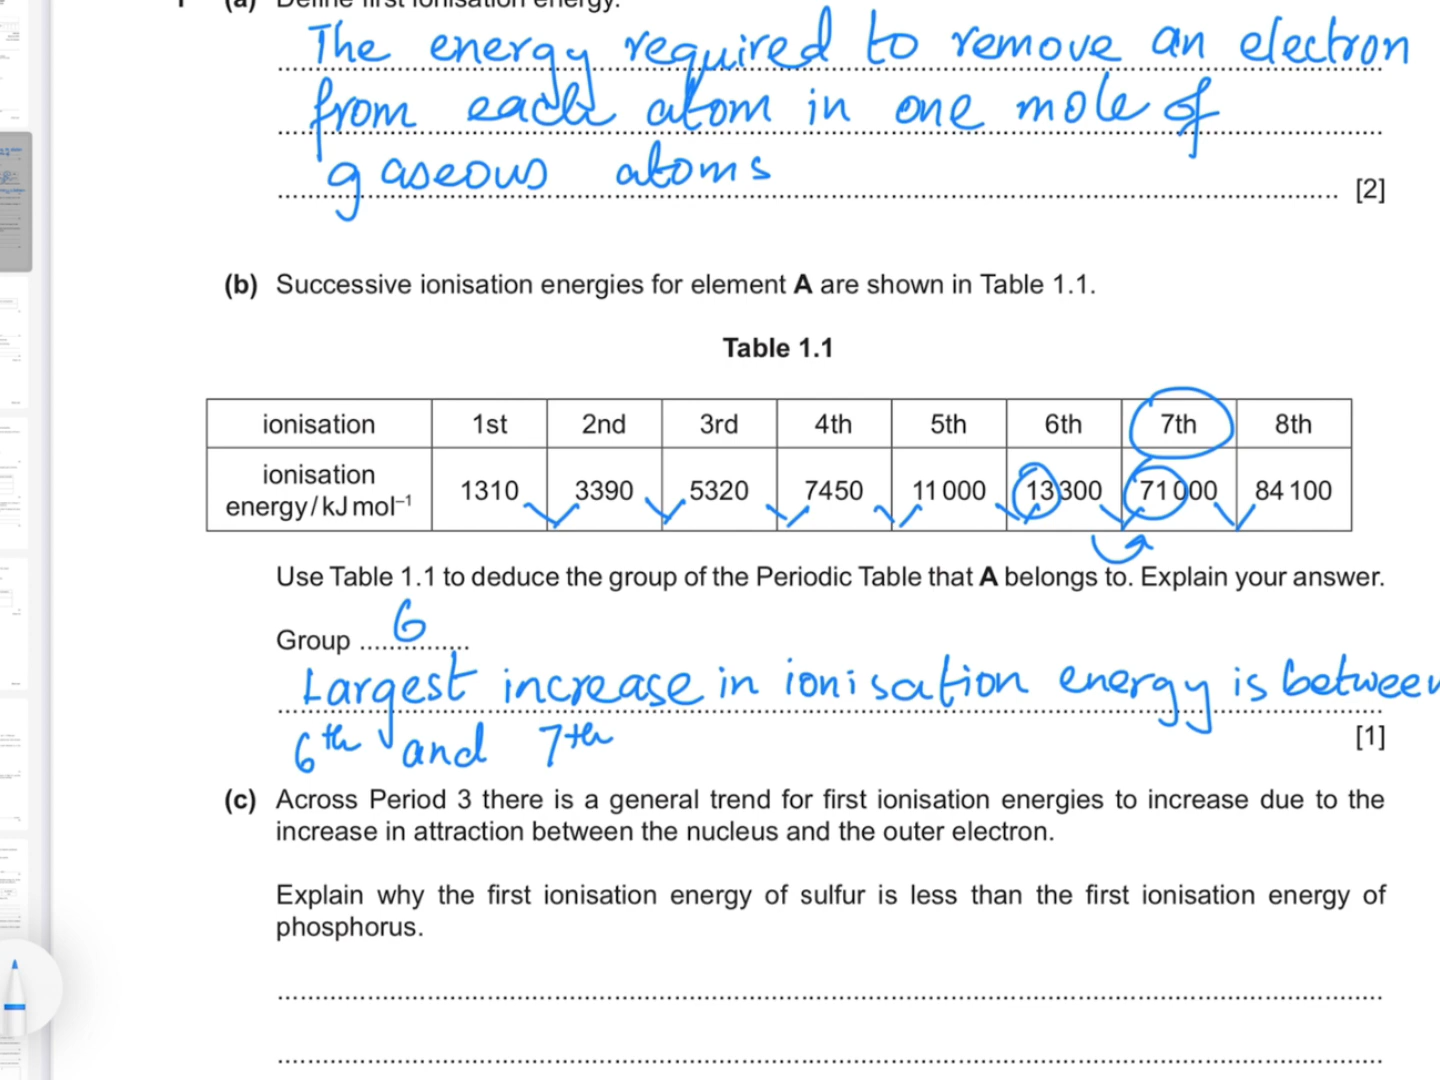 (a) Define first ionisation energy.
The energy required to remove an electron
from each atom in one mole of
gaseous atoms
[2]
(b) Successive ionisation energies for element A are shown in Table 1.1.
Table 1.1
ionisation 1st 2nd 3rd 4th 5th 6th 7th 8th
ionisation energy/kJ mol⁻¹ 1310 3390 5320 7450 11 000 13 300 71 000 84 100
Use Table 1.1 to deduce the group of the Periodic Table that A belongs to. Explain your answer.
Group 6
Largest increase in ionisation energy is between
6th and 7th
[1]
(c) Across Period 3 there is a general trend for first ionisation energies to increase due to the
increase in attraction between the nucleus and the outer electron.
Explain why the first ionisation energy of sulfur is less than the first ionisation energy of
phosphorus.